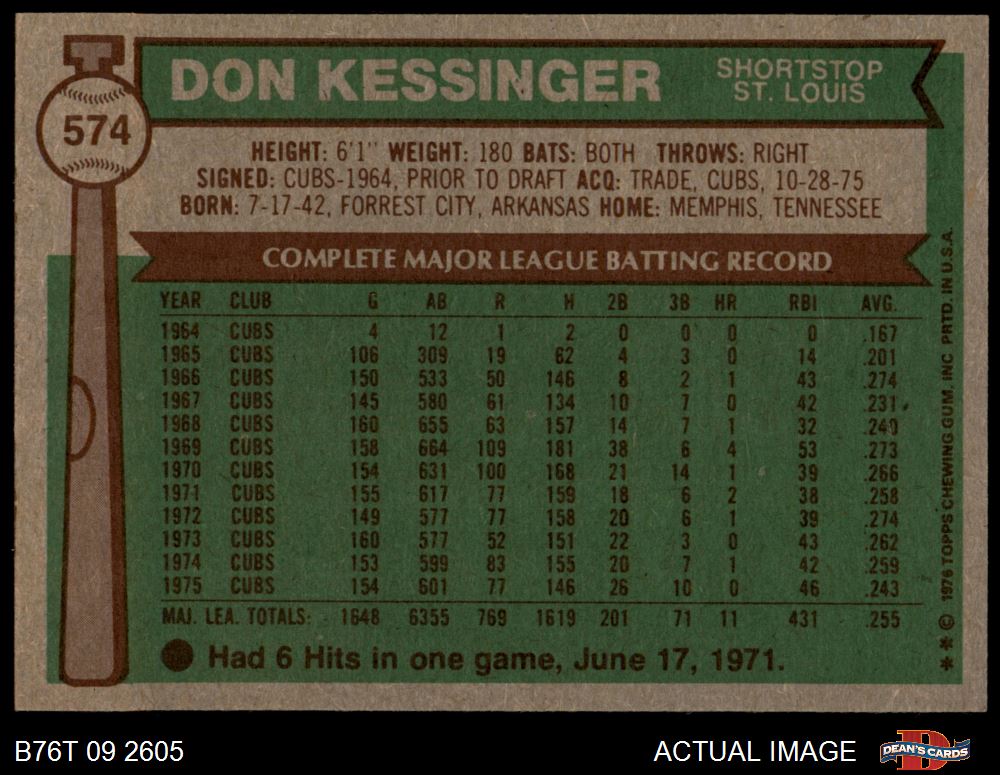 574
DON KESSINGER
SHORTSTOP
ST. LOUIS
HEIGHT: 6'1" WEIGHT: 180 BATS: BOTH THROWS: RIGHT
SIGNED: CUBS-1964, PRIOR TO DRAFT ACQ: TRADE, CUBS, 10-28-75
BORN: 7-17-42, FORREST CITY, ARKANSAS HOME: MEMPHIS, TENNESSEE
COMPLETE MAJOR LEAGUE BATTING RECORD
YEAR CLUB G AB R H 2B 3B HR RBI AVG.
1964 CUBS 4 12 1 2 0 0 0 0 .167
1965 CUBS 106 309 19 62 4 3 0 14 .201
1966 CUBS 150 533 50 146 8 2 1 43 .274
1967 CUBS 145 580 61 134 10 7 0 42 .231
1968 CUBS 160 655 63 157 14 7 1 32 .240
1969 CUBS 158 664 109 181 38 6 4 53 .273
1970 CUBS 154 631 100 168 21 14 1 39 .266
1971 CUBS 155 617 77 159 18 6 2 38 .258
1972 CUBS 149 577 77 158 20 6 1 39 .274
1973 CUBS 160 577 52 151 22 3 0 43 .262
1974 CUBS 153 599 83 155 20 7 1 42 .259
1975 CUBS 154 601 77 146 26 10 0 46 .243
MAJ. LEA. TOTALS: 1648 6355 769 1619 201 71 11 431 .255
Had 6 Hits in one game, June 17, 1971.
* * © 1976 TOPPS CHEWING GUM, INC PRTD. IN U.S.A.
B76T 09 2605
ACTUAL IMAGE
D
DEAN'S CARDS